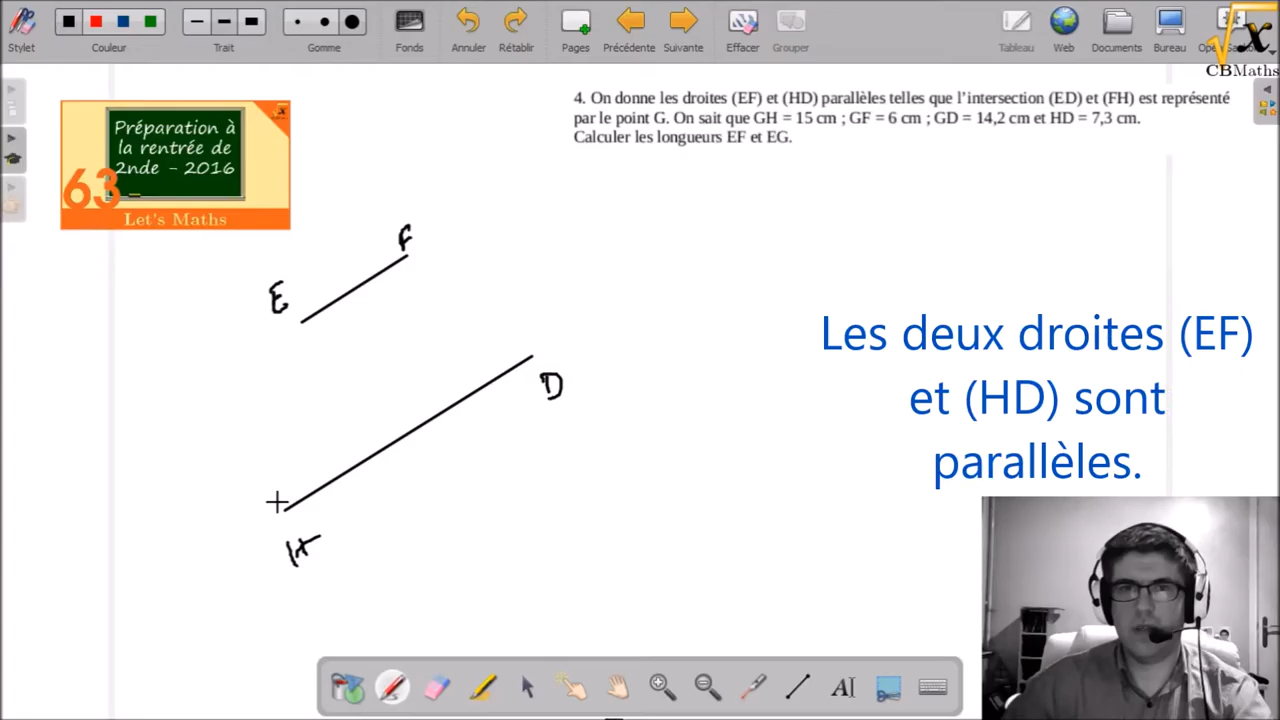 Stylet
Couleur
Trait
Gomme
Fonds
Annuler
Rétablir
Pages
Précédente
Suivante
Effacer
Grouper
Tableau
Web
Documents
Bureau
CBMaths
Préparation à
la rentrée de
2nde - 2016
63
Let's Maths
4. On donne les droites (EF) et (HD) parallèles telles que l'intersection (ED) et (FH) est représenté
par le point G. On sait que GH = 15 cm ; GF = 6 cm ; GD = 14,2 cm et HD = 7,3 cm.
Calculer les longueurs EF et EG.
F
E
D
H
Les deux droites (EF)
et (HD) sont
parallèles.
AI